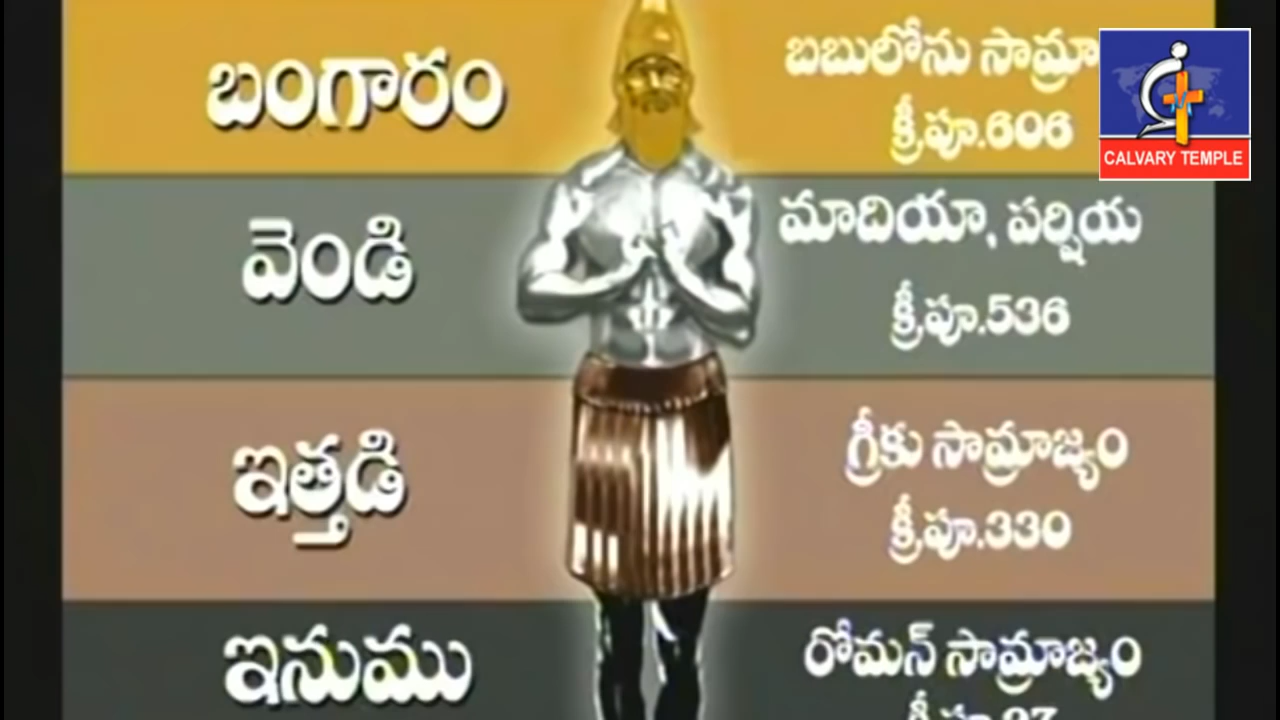 బంగారం
బబులోను
క్రీ.పూ.606
CALVARY TEMPLE
వెండి
మాదియా, పర్షియ
క్రీ.పూ.536
ఇత్తడి
గ్రీకు సామ్రాజ్యం
క్రీ.పూ.330
ఇనుము
రోమన్ సామ్రాజ్యం